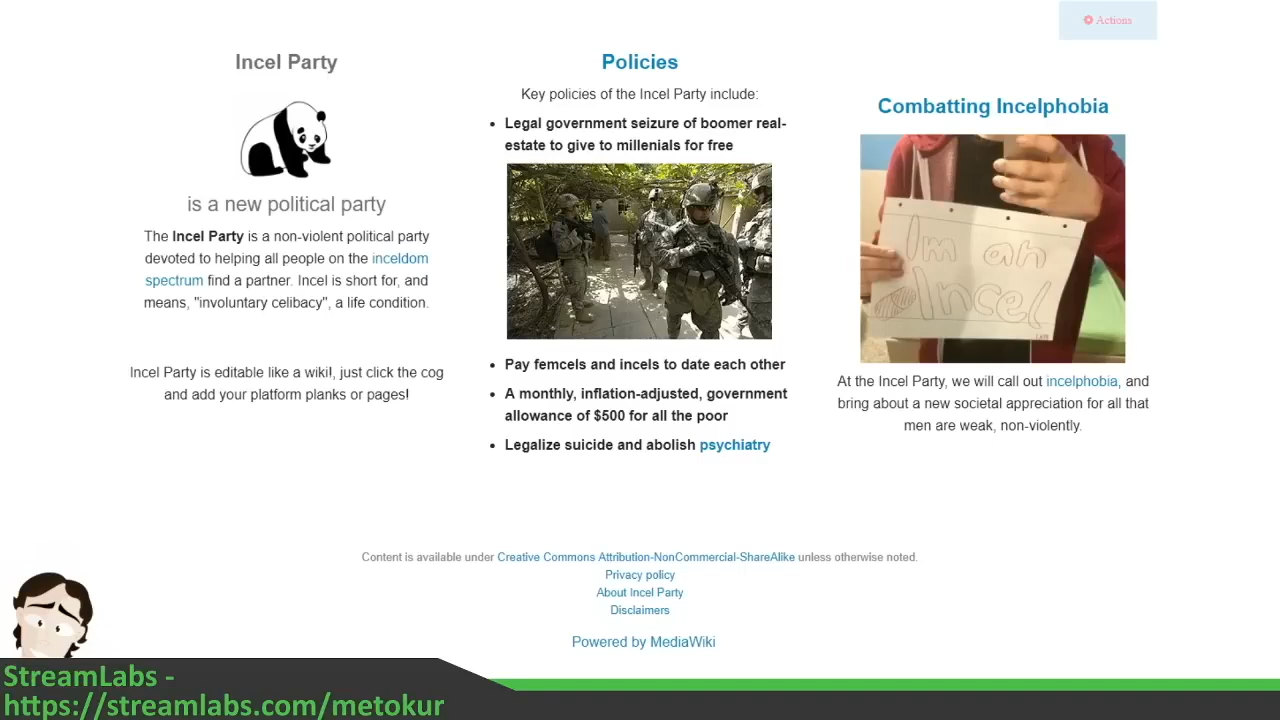 Actions
Incel Party
is a new political party
The Incel Party is a non-violent political party
devoted to helping all people on the inceldom
spectrum find a partner. Incel is short for, and
means, "involuntary celibacy", a life condition.
Incel Party is editable like a wiki!, just click the cog
and add your platform planks or pages!
Policies
Key policies of the Incel Party include:
• Legal government seizure of boomer real-
estate to give to millenials for free
• Pay femcels and incels to date each other
• A monthly, inflation-adjusted, government
allowance of $500 for all the poor
• Legalize suicide and abolish psychiatry
Combatting Incelphobia
Im an
Incel
At the Incel Party, we will call out incelphobia, and
bring about a new societal appreciation for all that
men are weak, non-violently.
Content is available under Creative Commons Attribution-NonCommercial-ShareAlike unless otherwise noted.
Privacy policy
About Incel Party
Disclaimers
Powered by MediaWiki
StreamLabs -
https://streamlabs.com/metokur